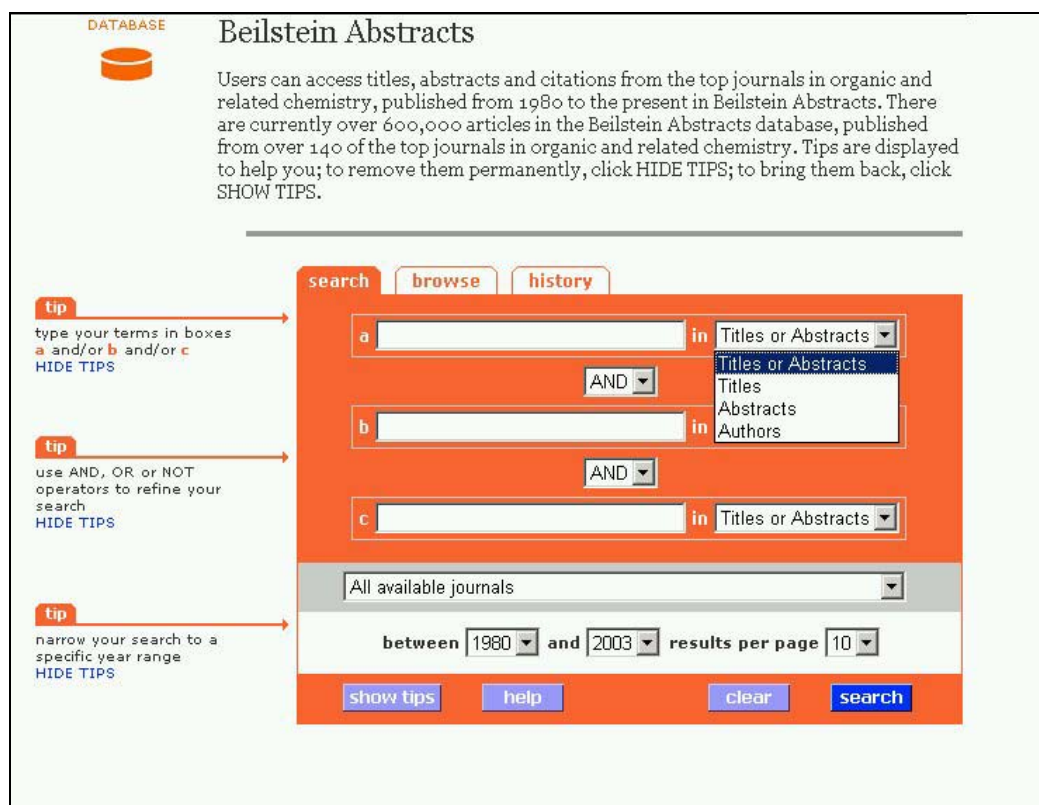 DATABASE
Beilstein Abstracts
Users can access titles, abstracts and citations from the top journals in organic and
related chemistry, published from 1980 to the present in Beilstein Abstracts. There
are currently over 600,000 articles in the Beilstein Abstracts database, published
from over 140 of the top journals in organic and related chemistry. Tips are displayed
to help you; to remove them permanently, click HIDE TIPS; to bring them back, click
SHOW TIPS.
search browse history
tip
type your terms in boxes
a and/or b and/or c
HIDE TIPS
a in Titles or Abstracts
Titles or Abstracts
Titles
Abstracts
Authors
AND
b in
tip
use AND, OR or NOT
operators to refine your
search
HIDE TIPS
AND
c in Titles or Abstracts
All available journals
tip
narrow your search to a
specific year range
HIDE TIPS
between 1980 and 2003 results per page 10
show tips help clear search